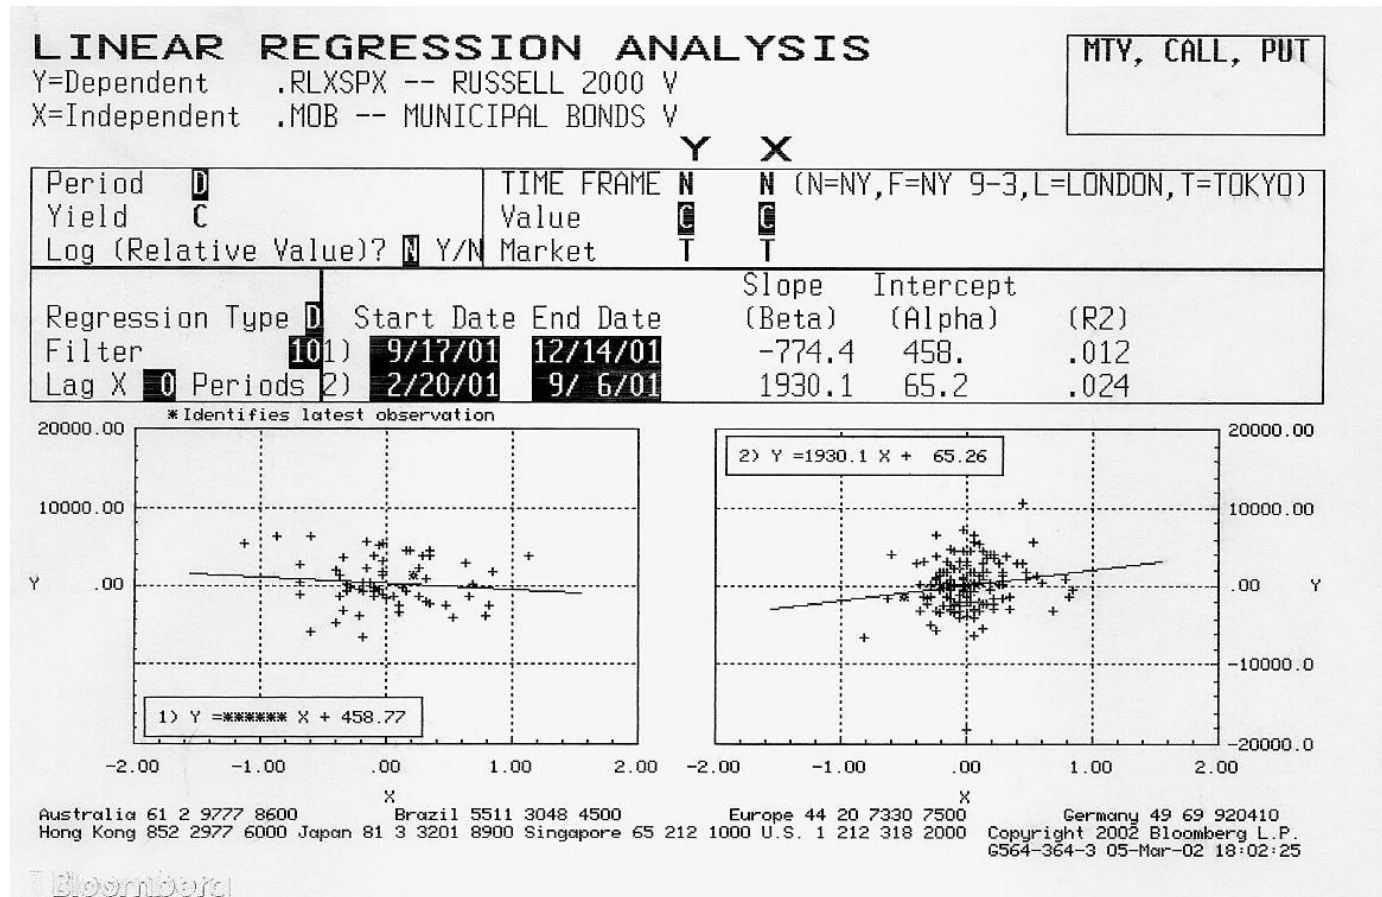 LINEAR REGRESSION ANALYSIS
MTY, CALL, PUT
Y=Dependent .RLXSPX -- RUSSELL 2000 V
X=Independent .MOB -- MUNICIPAL BONDS V
Y X
Period D TIME FRAME N N (N=NY,F=NY 9-3,L=LONDON,T=TOKYO)
Yield C Value C C
Log (Relative Value)? N Y/N Market T T
Slope Intercept
Regression Type D Start Date End Date (Beta) (Alpha) (R2)
Filter 10 1) 9/17/01 12/14/01 -774.4 458. .012
Lag X 0 Periods 2) 2/20/01 9/ 6/01 1930.1 65.2 .024
*Identifies latest observation
20000.00 20000.00
2) Y =1930.1 X + 65.26
10000.00 10000.00
Y .00 .00 Y
-10000.0
1) Y =****** X + 458.77
-20000.0
-2.00 -1.00 .00 1.00 2.00 -2.00 -1.00 .00 1.00 2.00
X X
Australia 61 2 9777 8600 Brazil 5511 3048 4500 Europe 44 20 7330 7500 Germany 49 69 920410
Hong Kong 852 2977 6000 Japan 81 3 3201 8900 Singapore 65 212 1000 U.S. 1 212 318 2000 Copyright 2002 Bloomberg L.P.
G564-364-3 05-Mar-02 18:02:25
Bloomberg